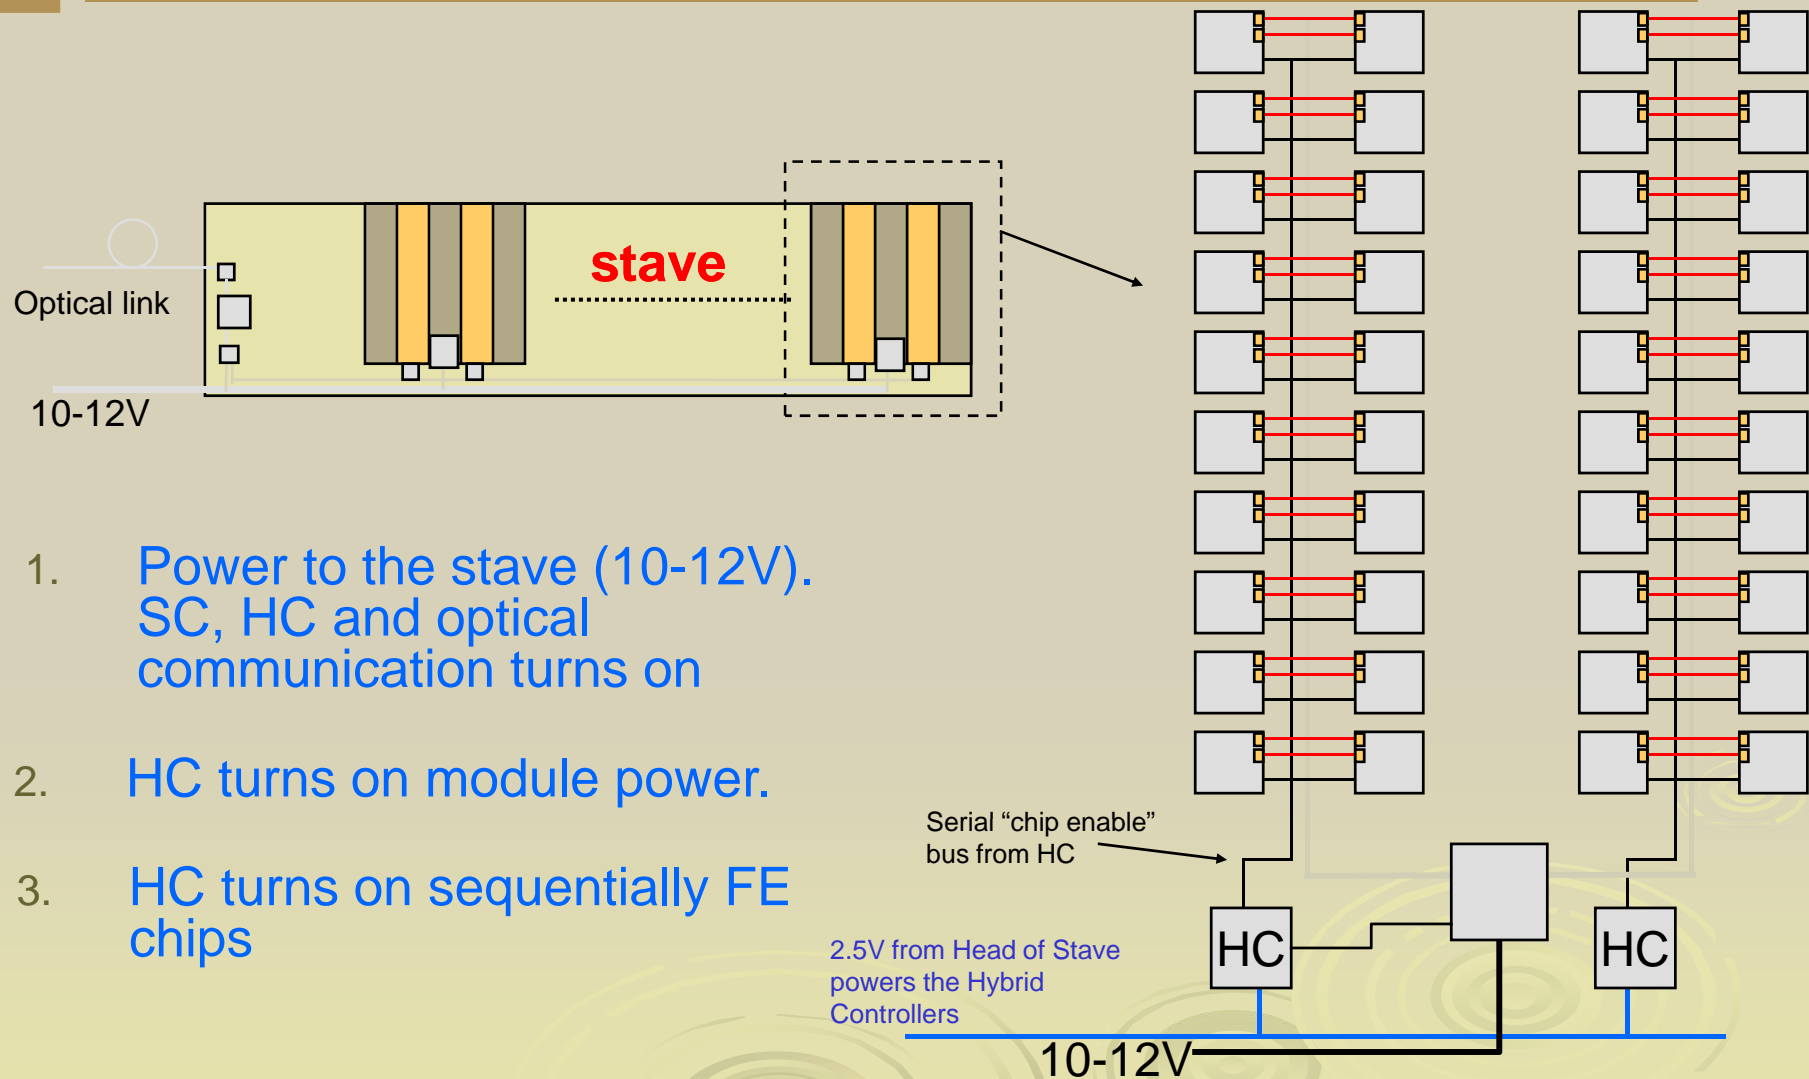 stave
Optical link
10-12V
1. Power to the stave (10-12V).
SC, HC and optical
communication turns on
2. HC turns on module power.
3. HC turns on sequentially FE
chips
Serial “chip enable”
bus from HC
HC
HC
2.5V from Head of Stave
powers the Hybrid
Controllers
10-12V